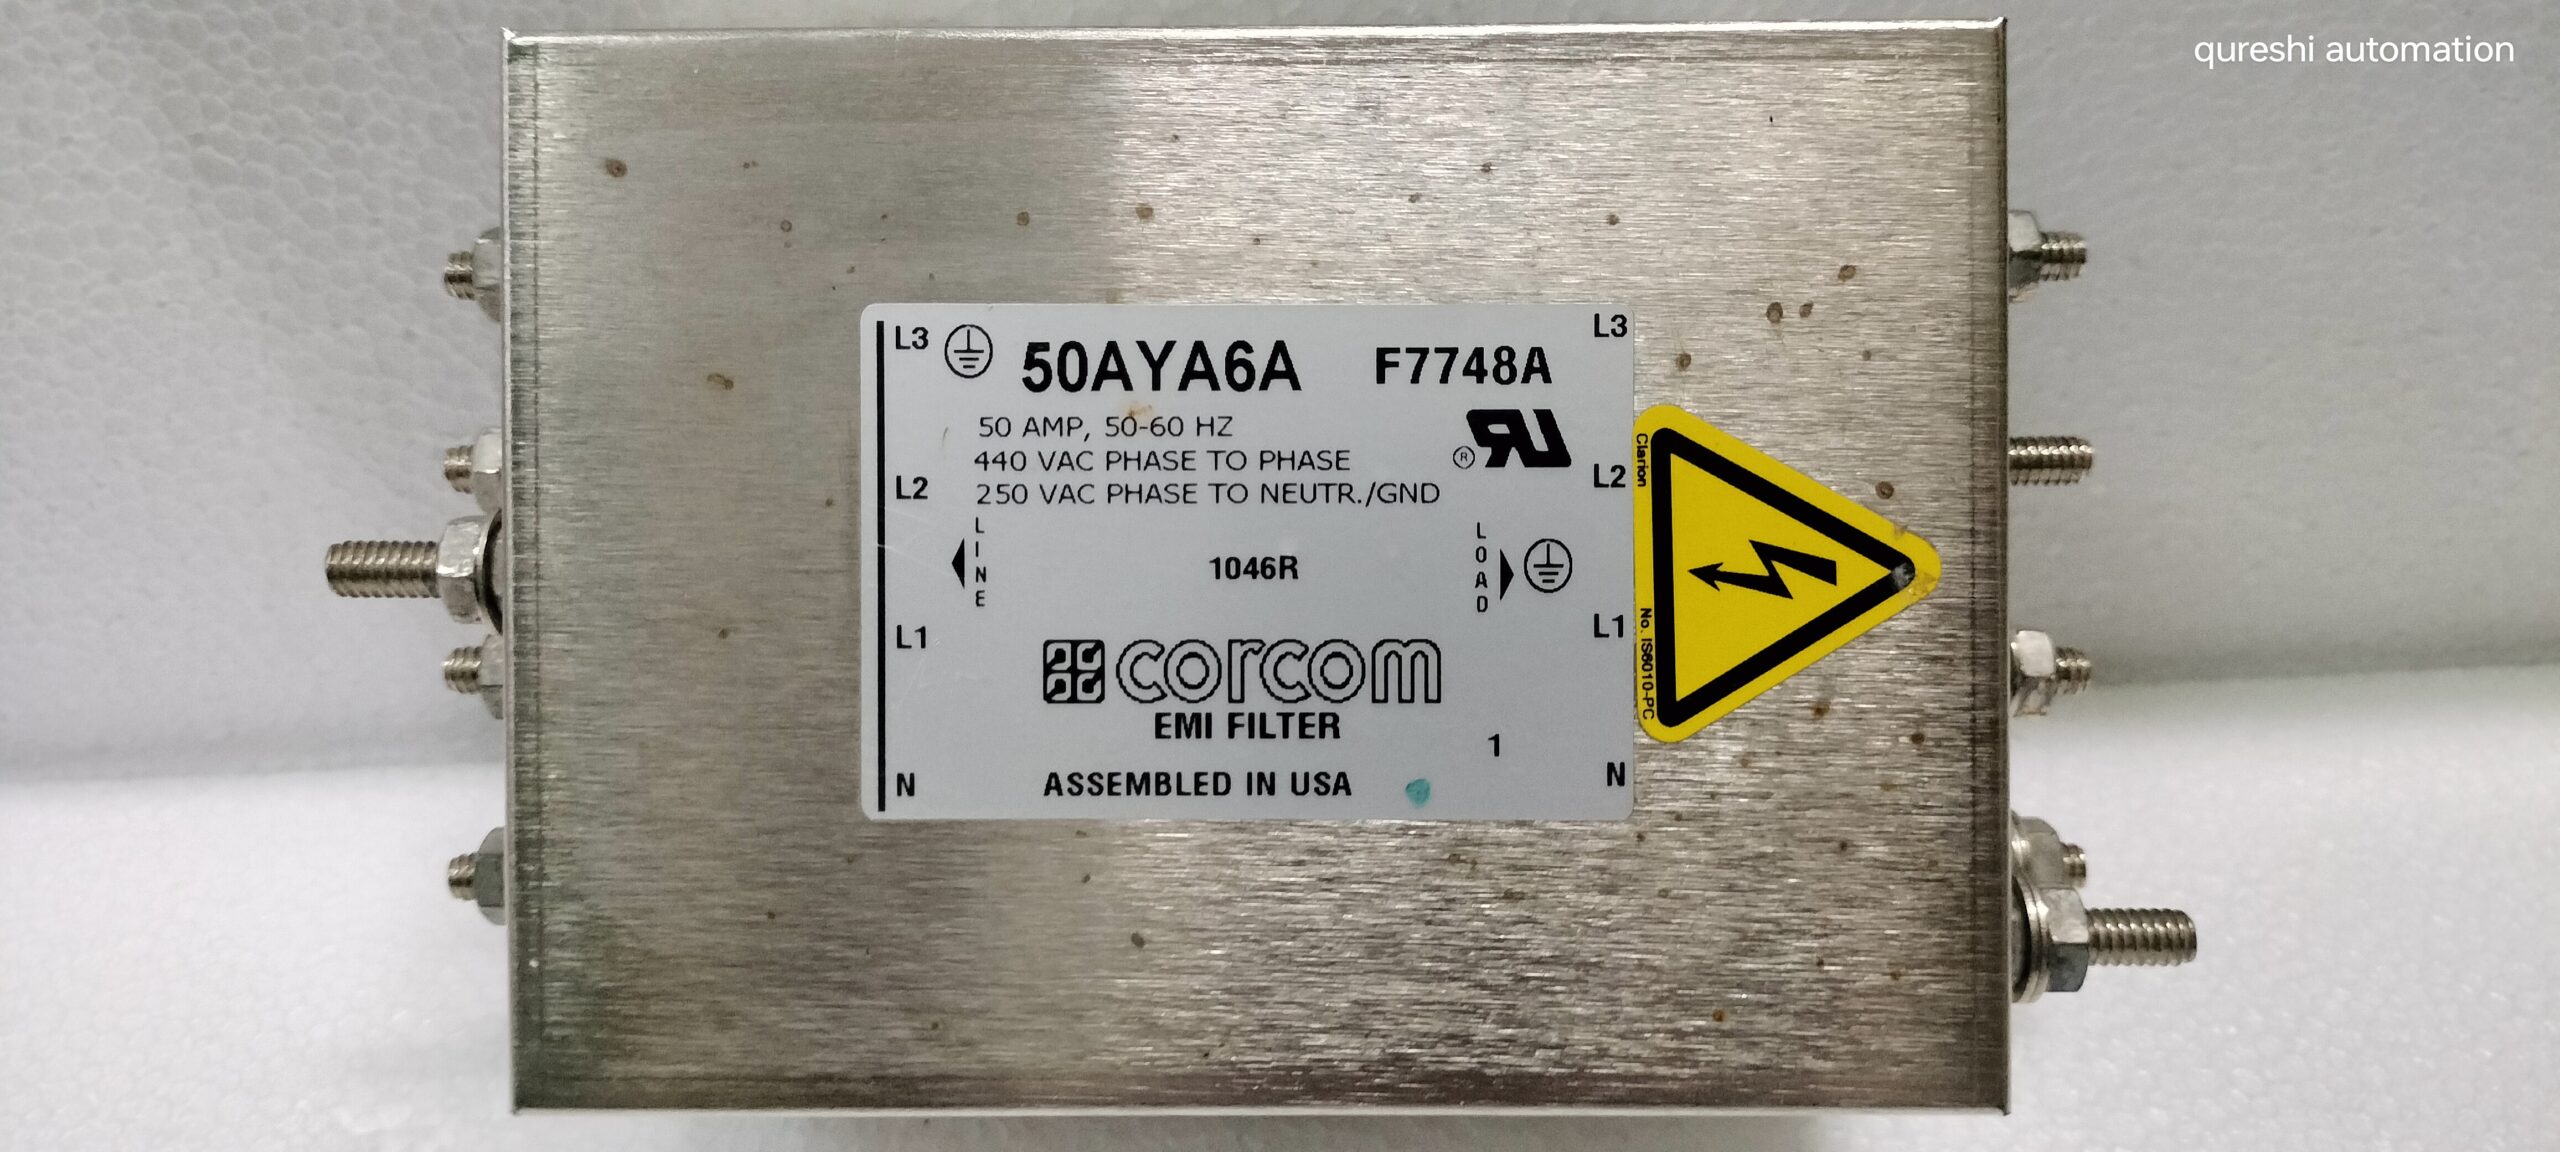 qureshi automation
L3 50AYA6A F7748A L3
50 AMP, 50-60 HZ
440 VAC PHASE TO PHASE
L2 250 VAC PHASE TO NEUTR./GND L2
UR ®
LINE
1046R
LOAD
L1 L1
corcom
EMI FILTER
1
N ASSEMBLED IN USA N
Clarion
No. IS6010-PC